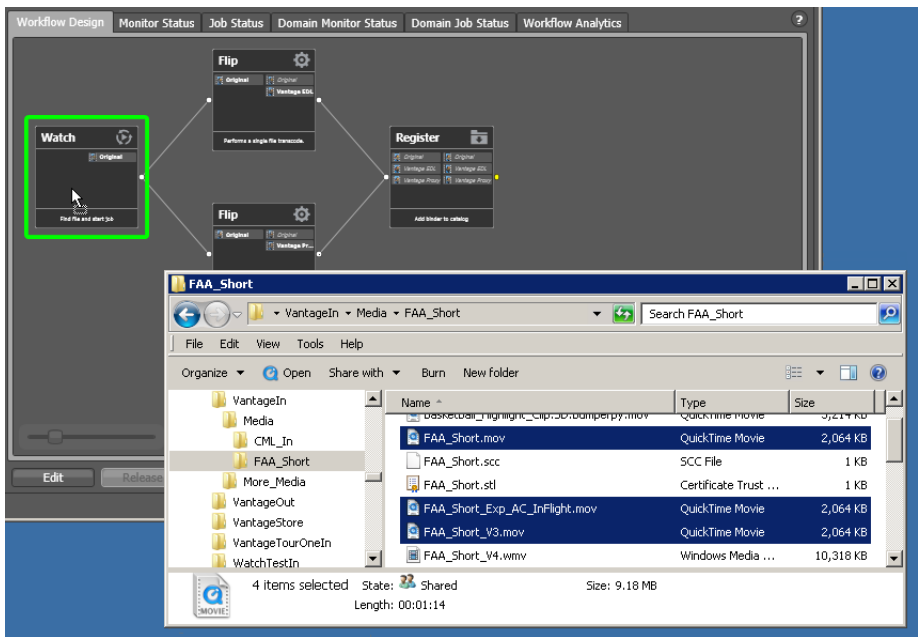 Workflow Design Monitor Status Job Status Domain Monitor Status Domain Job Status Workflow Analytics ?
Flip
Original Original
Vantage EDL
Performs a single file transcode.
Watch
Original
Find file and start job
Register
Original Original
Vantage EDL Vantage EDL
Vantage Proxy Vantage Proxy
Add binder to catalog
Flip
Original Original
Vantage Pr...
Edit Release
FAA_Short
VantageIn Media FAA_Short Search FAA_Short
File Edit View Tools Help
Organize Open Share with Burn New folder
VantageIn
Media
CML_In
FAA_Short
More_Media
VantageOut
VantageStore
VantageTourOneIn
WatchTestIn
Name Type Size
QuickTime Movie 3,214 KB
FAA_Short.mov QuickTime Movie 2,064 KB
FAA_Short.scc SCC File 1 KB
FAA_Short.stl Certificate Trust ... 1 KB
FAA_Short_Exp_AC_InFlight.mov QuickTime Movie 2,064 KB
FAA_Short_V3.mov QuickTime Movie 2,064 KB
FAA_Short_V4.wmv Windows Media ... 10,318 KB
MOVIE
4 items selected State: Shared Size: 9.18 MB
Length: 00:01:14